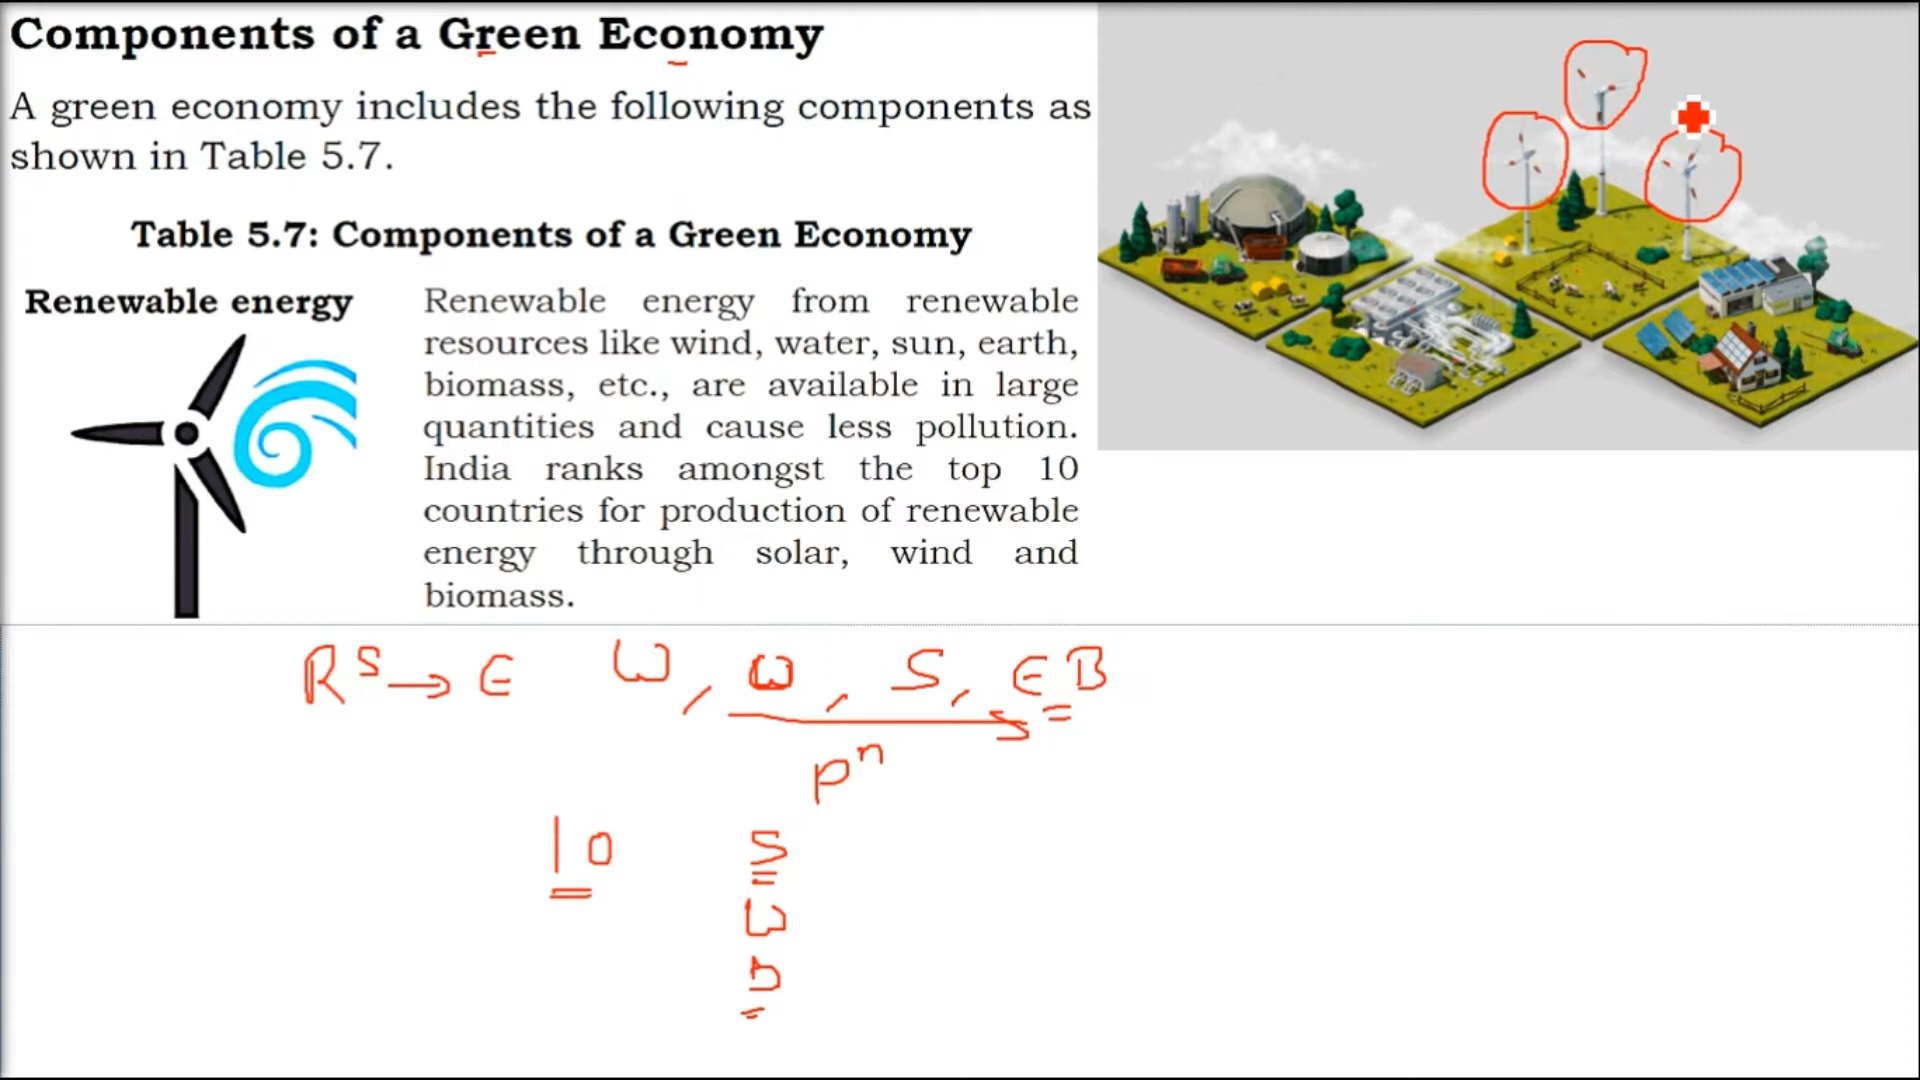 Components of a Green Economy
A green economy includes the following components as
shown in Table 5.7.
Table 5.7: Components of a Green Economy
Renewable energy
Renewable energy from renewable
resources like wind, water, sun, earth,
biomass, etc., are available in large
quantities and cause less pollution.
India ranks amongst the top 10
countries for production of renewable
energy through solar, wind and
biomass.
R S → E W, W, S, E B
pn
10 S
W
B